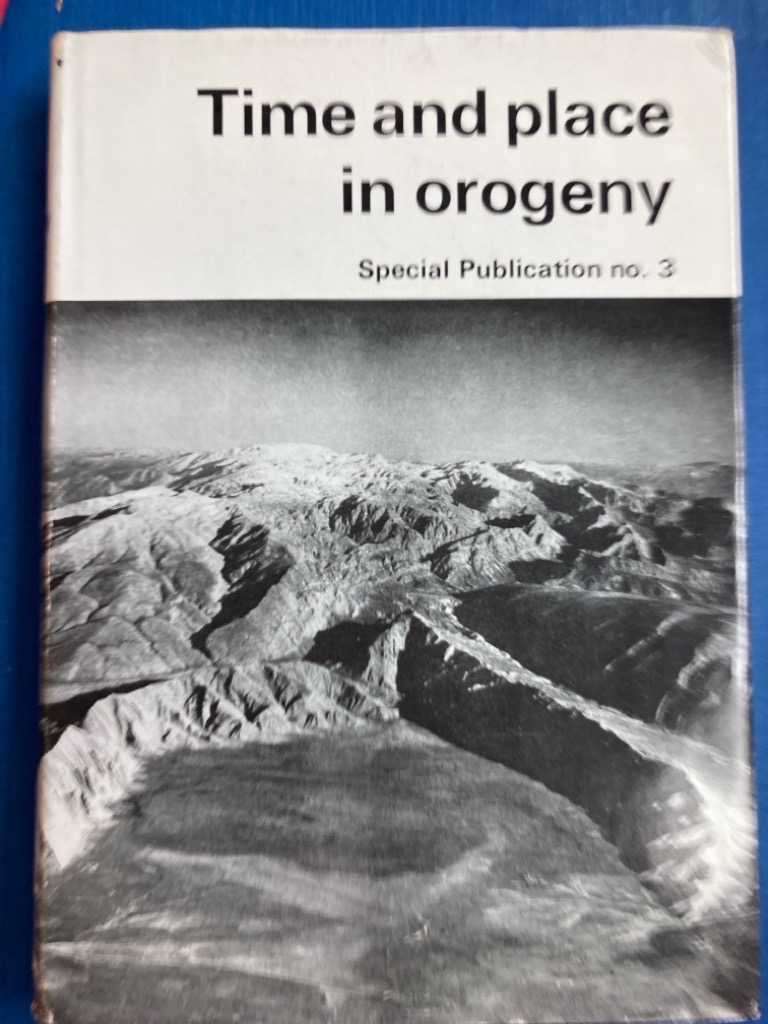 Time and place
in orogeny
Special Publication no. 3